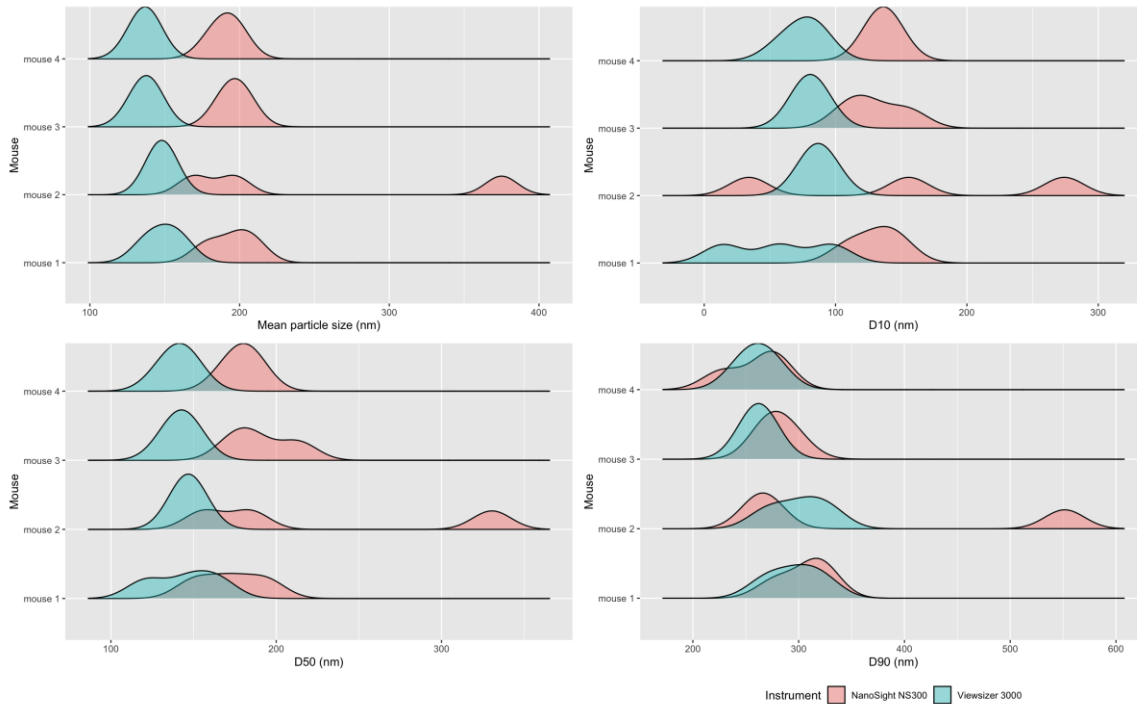 mouse 4
mouse 3
mouse 2
mouse 1
Mouse
100 200 300 400
Mean particle size (nm)
mouse 4
mouse 3
mouse 2
mouse 1
Mouse
0 100 200 300
D10 (nm)
mouse 4
mouse 3
mouse 2
mouse 1
Mouse
100 200 300
D50 (nm)
mouse 4
mouse 3
mouse 2
mouse 1
Mouse
200 300 400 500 600
D90 (nm)
Instrument NanoSight NS300 Viewsizer 3000